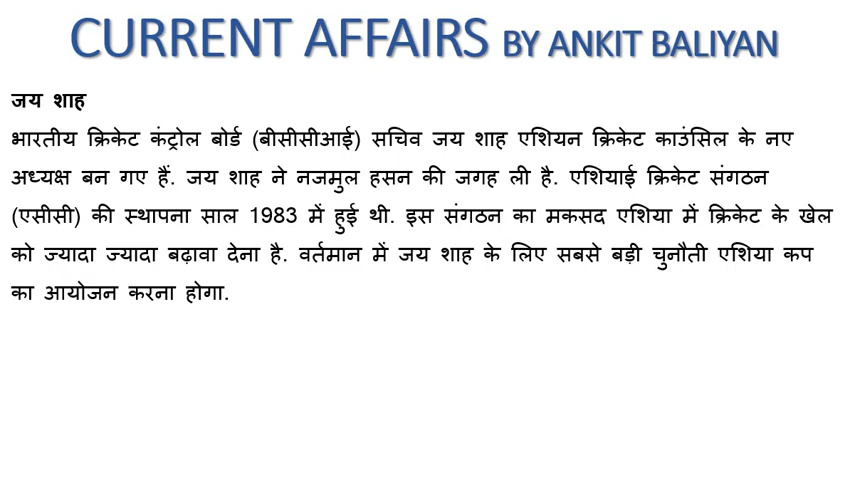 CURRENT AFFAIRS BY ANKIT BALIYAN
जय शाह
भारतीय क्रिकेट कंट्रोल बोर्ड (बीसीसीआई) सचिव जय शाह एशियन क्रिकेट काउंसिल के नए
अध्यक्ष बन गए हैं. जय शाह ने नजमुल हसन की जगह ली है. एशियाई क्रिकेट संगठन
(एसीसी) की स्थापना साल 1983 में हुई थी. इस संगठन का मकसद एशिया में क्रिकेट के खेल
को ज्यादा ज्यादा बढ़ावा देना है. वर्तमान में जय शाह के लिए सबसे बड़ी चुनौती एशिया कप
का आयोजन करना होगा.